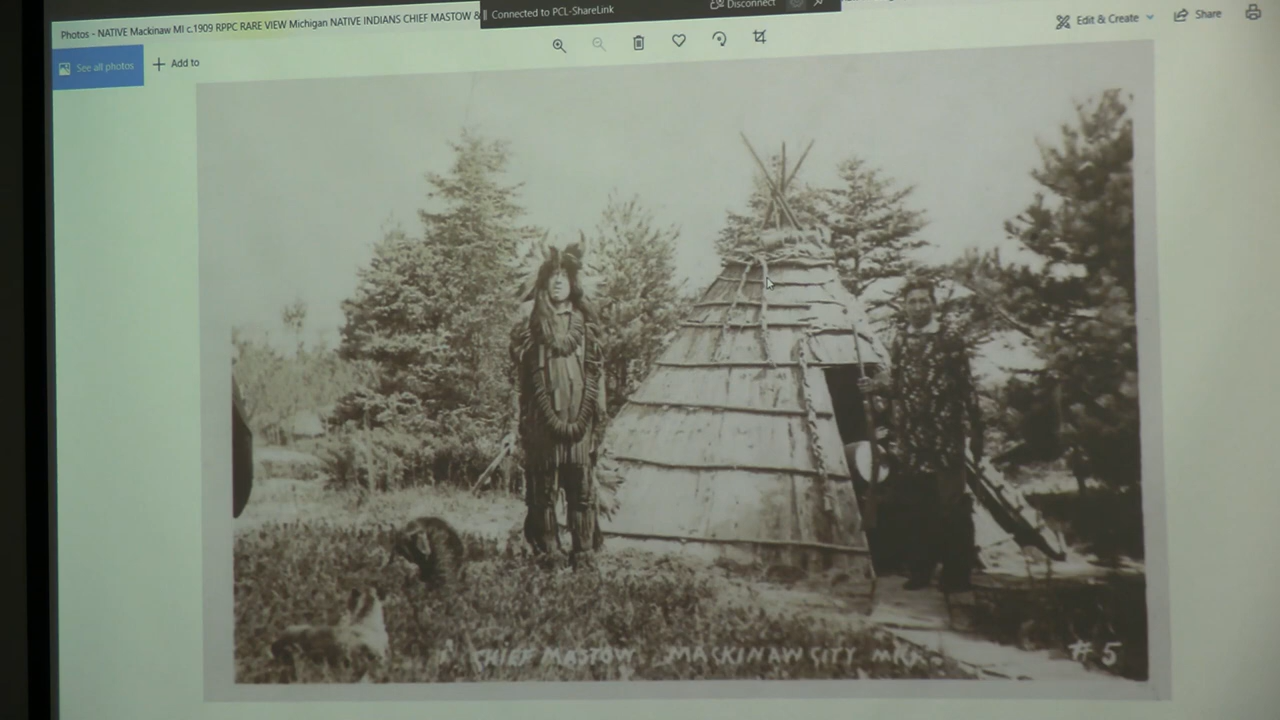 Photos - NATIVE Mackinaw MI c.1909 RPPC RARE VIEW Michigan NATIVE INDIANS CHIEF MASTOW &
Connected to PCL-ShareLink
Disconnect
Edit & Create
Share
See all photos
Add to
CHIEF MASTOW MACKINAW CITY MICH.
#5